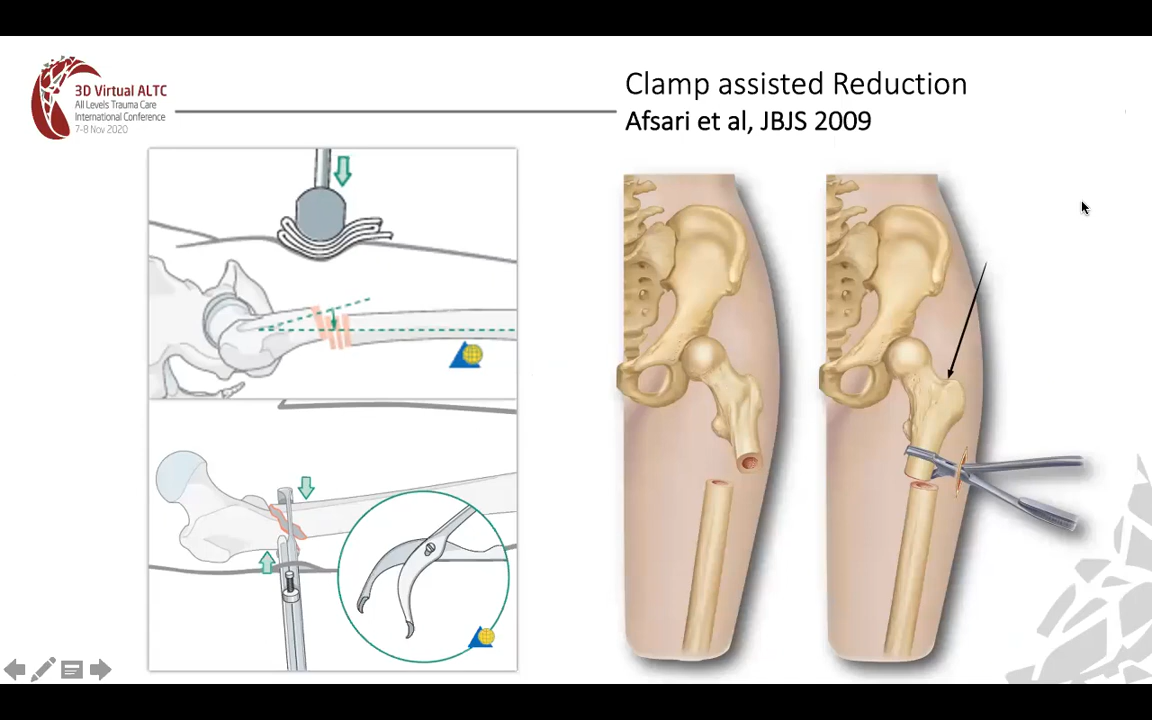 3D Virtual ALTC
All Levels Trauma Care
International Conference
7-8 Nov 2020
Clamp assisted Reduction
Afsari et al, JBJS 2009